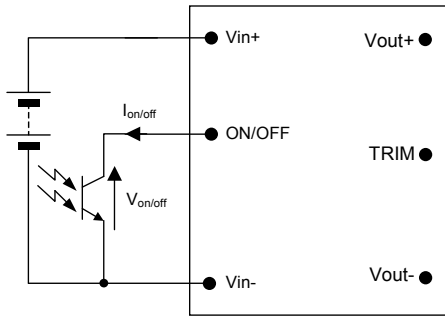 Vin+
Vout+
Ion/off
ON/OFF
TRIM
Von/off
Vin-
Vout-